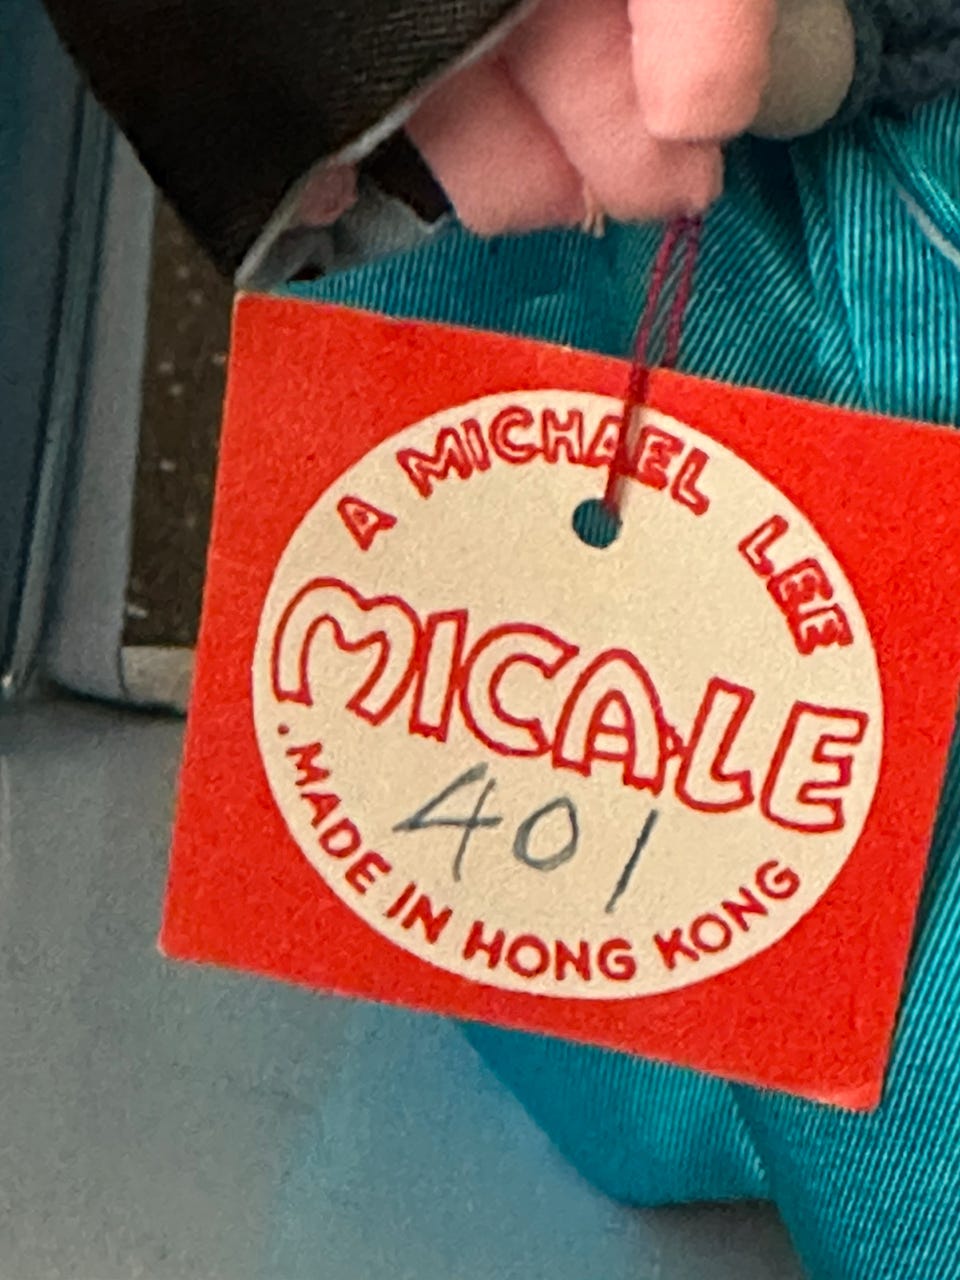 A MICHAEL LEE
MICALE
401
. MADE IN HONG KONG